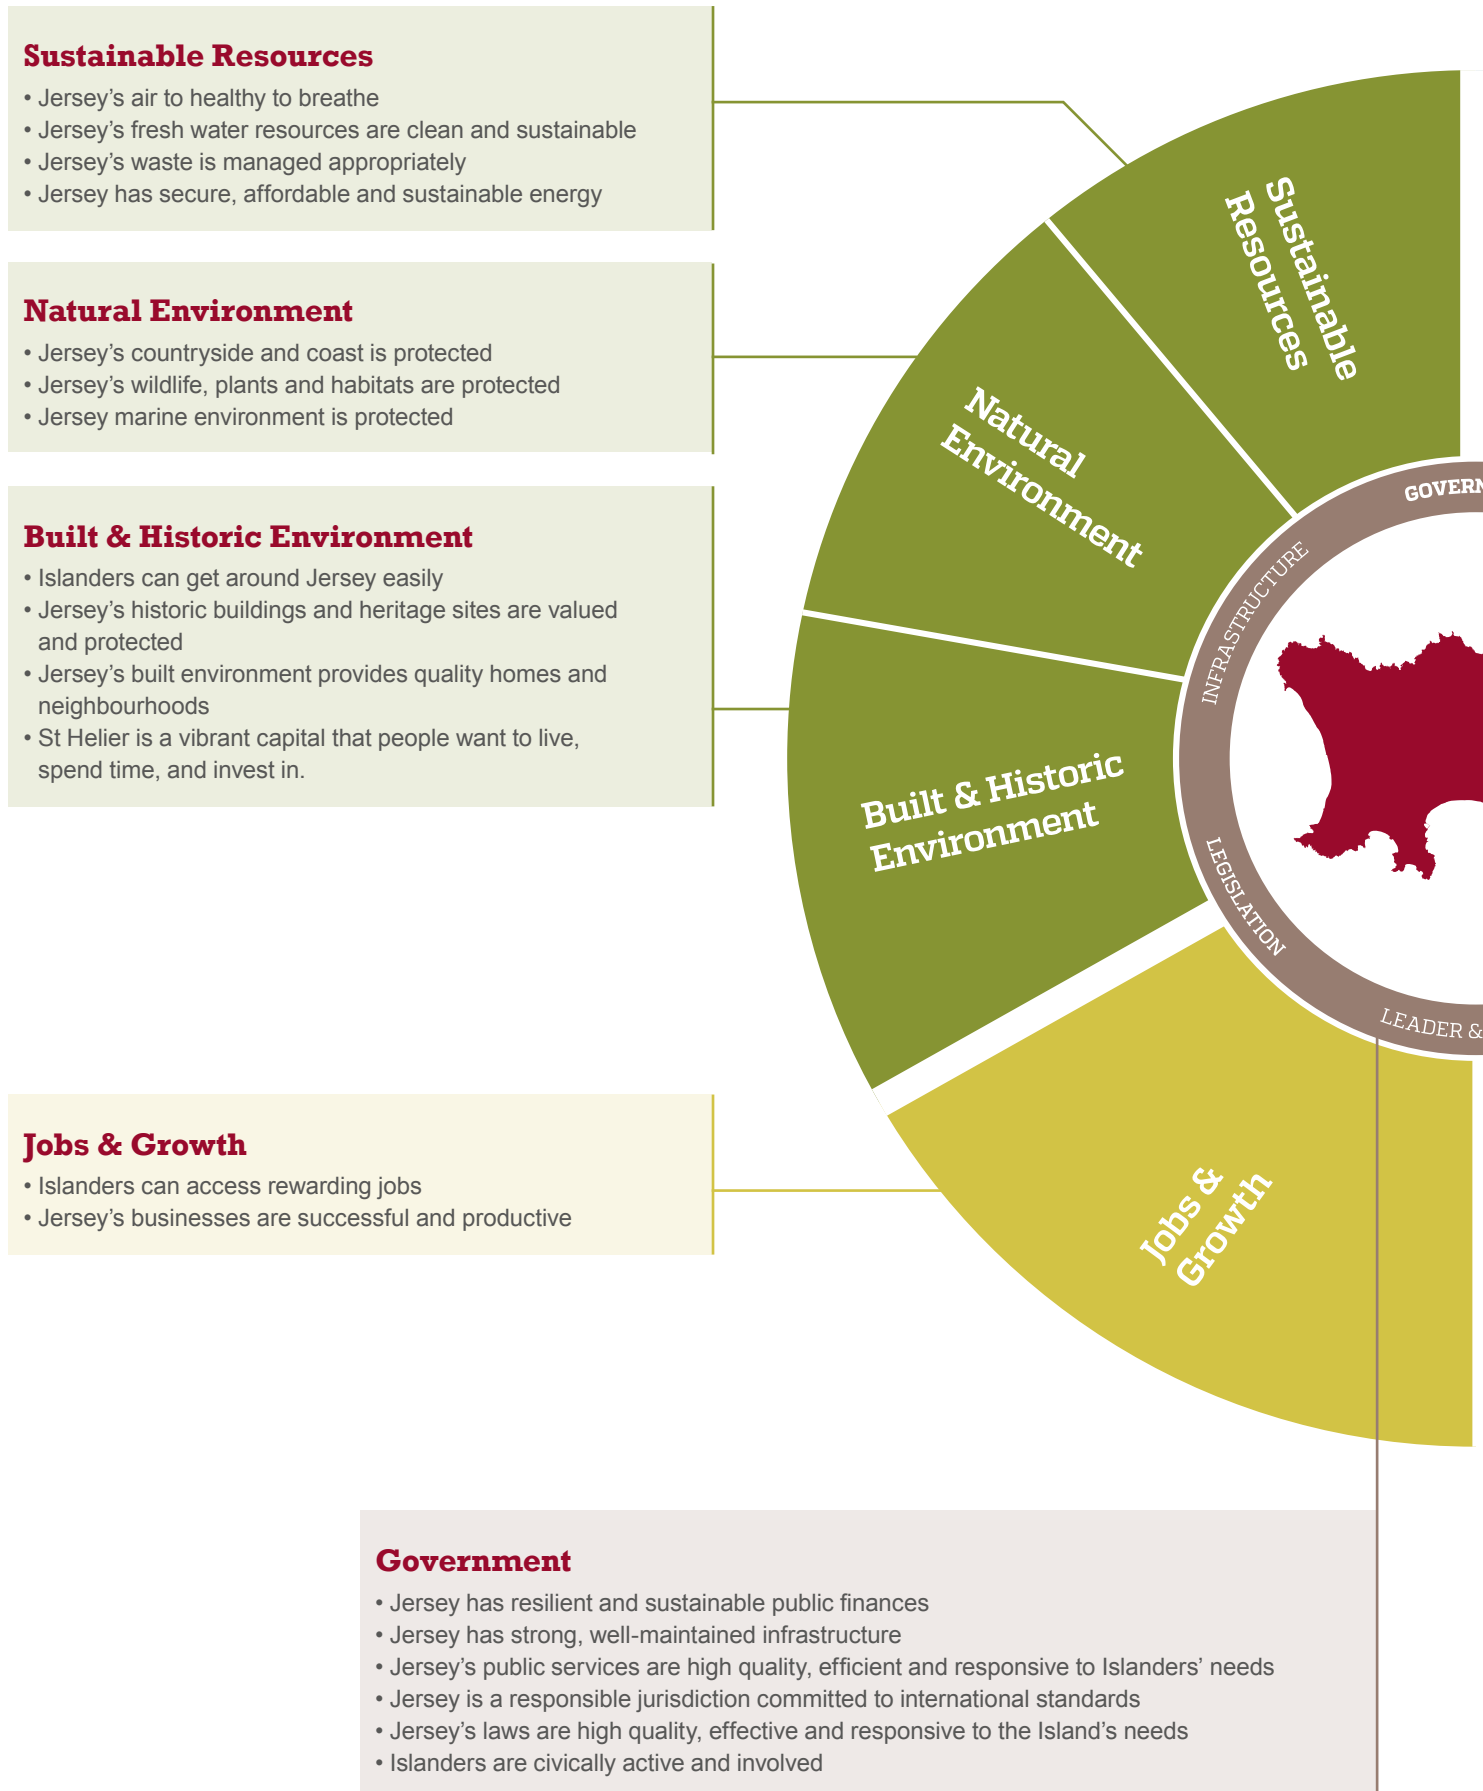 Sustainable Resources
• Jersey’s air to healthy to breathe
• Jersey’s fresh water resources are clean and sustainable
• Jersey’s waste is managed appropriately
• Jersey has secure, affordable and sustainable energy
Natural Environment
• Jersey’s countryside and coast is protected
• Jersey’s wildlife, plants and habitats are protected
• Jersey marine environment is protected
Built & Historic Environment
• Islanders can get around Jersey easily
• Jersey’s historic buildings and heritage sites are valued
and protected
• Jersey’s built environment provides quality homes and
neighbourhoods
• St Helier is a vibrant capital that people want to live,
spend time, and invest in.
Jobs & Growth
• Islanders can access rewarding jobs
• Jersey’s businesses are successful and productive
Sustainable
Resources
Natural
Environment
Built & Historic
Environment
Jobs &
Growth
GOVERN
INFRASTRUCTURE
LEGISLATION
LEADER &
Government
• Jersey has resilient and sustainable public finances
• Jersey has strong, well-maintained infrastructure
• Jersey’s public services are high quality, efficient and responsive to Islanders’ needs
• Jersey is a responsible jurisdiction committed to international standards
• Jersey’s laws are high quality, effective and responsive to the Island’s needs
• Islanders are civically active and involved